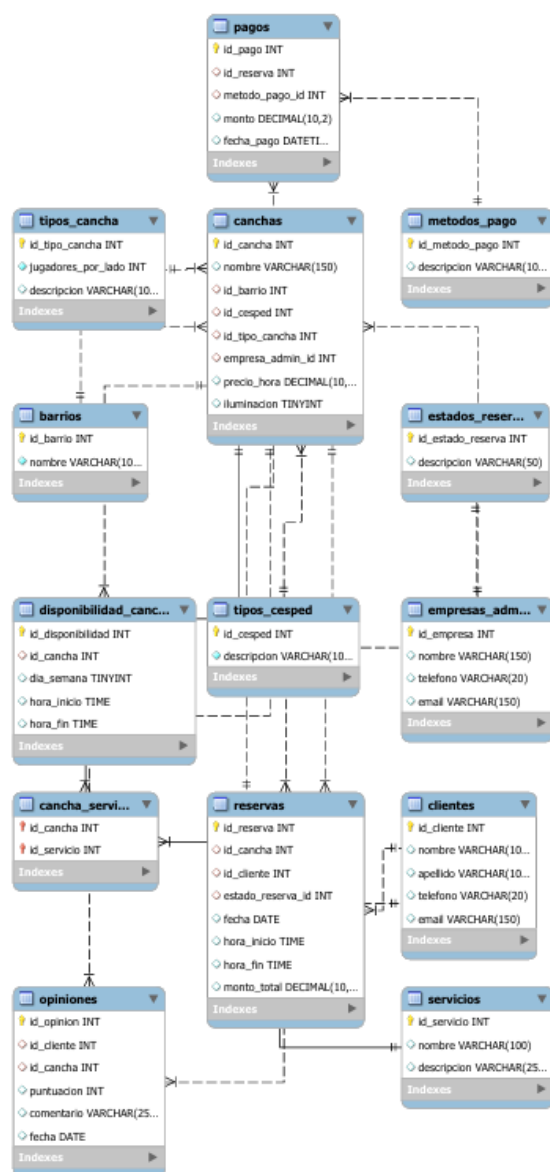 pagos
id_pago INT
id_reserva INT
metodo_pago_id INT
monto DECIMAL(10,2)
fecha_pago DATETI...
Indexes
tipos_cancha
id_tipo_cancha INT
jugadores_por_lado INT
descripcion VARCHAR(10...
Indexes
canchas
id_cancha INT
nombre VARCHAR(150)
id_barrio INT
id_cesped INT
id_tipo_cancha INT
empresa_admin_id INT
precio_hora DECIMAL(10,...
iluminacion TINYINT
Indexes
metodos_pago
id_metodo_pago INT
descripcion VARCHAR(10...
Indexes
barrios
id_barrio INT
nombre VARCHAR(10...
Indexes
estados_reser...
id_estado_reserva INT
descripcion VARCHAR(50)
Indexes
disponibilidad_canc...
id_disponibilidad INT
id_cancha INT
dia_semana TINYINT
hora_inicio TIME
hora_fin TIME
Indexes
tipos_cesped
id_cesped INT
descripcion VARCHAR(10...
Indexes
empresas_adm...
id_empresa INT
nombre VARCHAR(150)
telefono VARCHAR(20)
email VARCHAR(150)
Indexes
cancha_servi...
id_cancha INT
id_servicio INT
Indexes
reservas
id_reserva INT
id_cancha INT
id_cliente INT
estado_reserva_id INT
fecha DATE
hora_inicio TIME
hora_fin TIME
monto_total DECIMAL(10,...
Indexes
clientes
id_cliente INT
nombre VARCHAR(10...
apellido VARCHAR(10...
telefono VARCHAR(20)
email VARCHAR(150)
Indexes
opiniones
id_opinion INT
id_cliente INT
id_cancha INT
puntuacion INT
comentario VARCHAR(25...
fecha DATE
Indexes
servicios
id_servicio INT
nombre VARCHAR(100)
descripcion VARCHAR(25...
Indexes